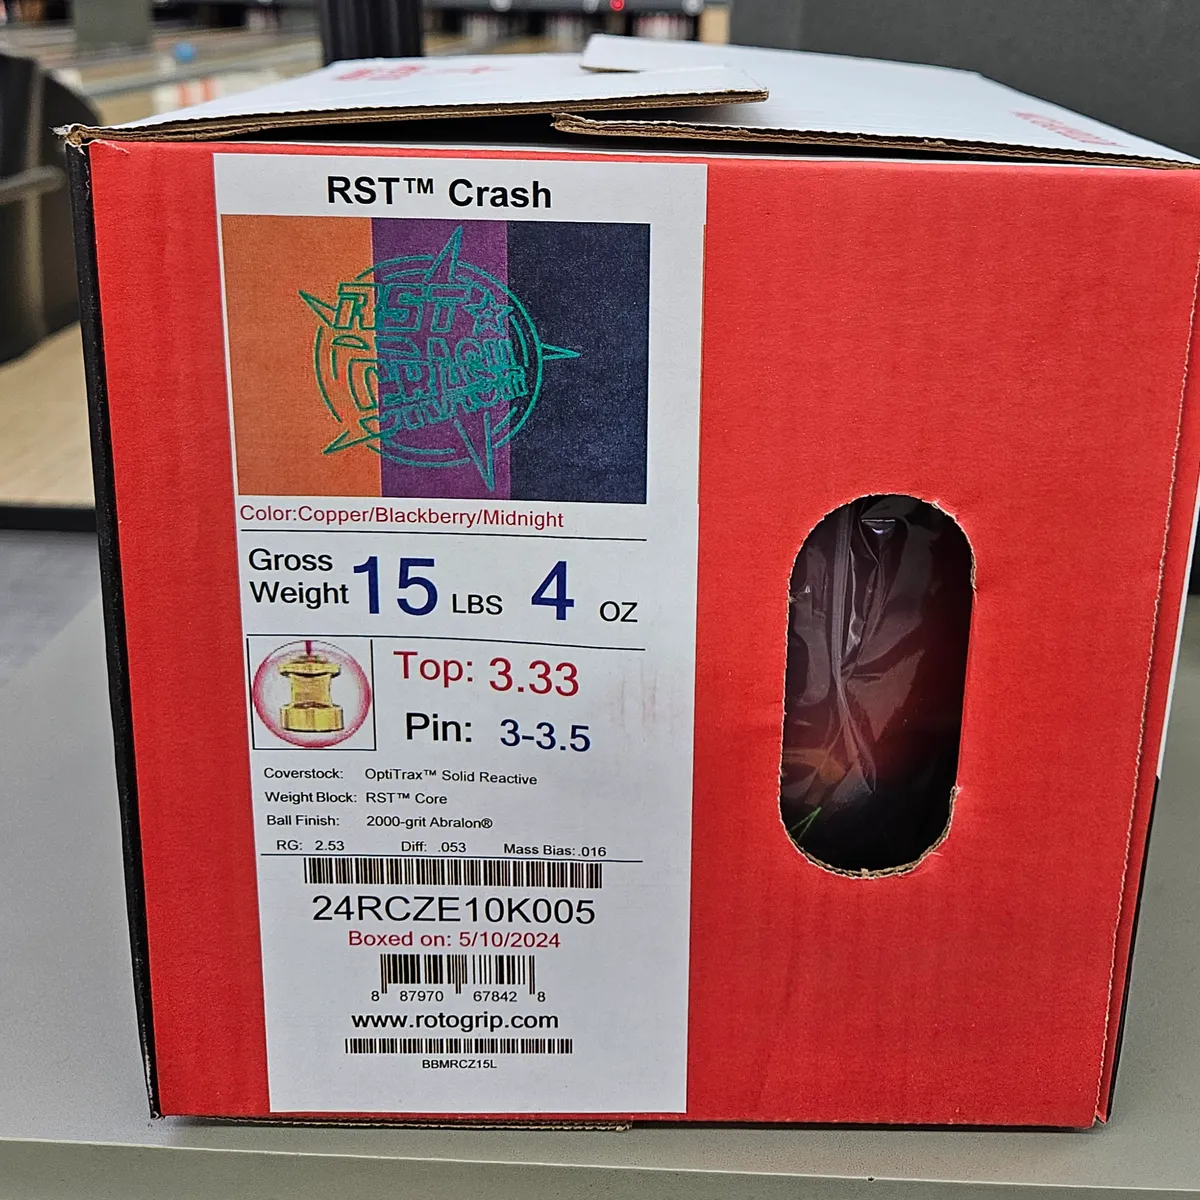 RST™ Crash
RST
CRASH
Color:Copper/Blackberry/Midnight
Gross
Weight 15 LBS 4 OZ
Top: 3.33
Pin: 3-3.5
Coverstock: OptiTrax™ Solid Reactive
Weight Block: RST™ Core
Ball Finish: 2000-grit Abralon®
RG: 2.53 Diff: .053 Mass Bias:.016
24RCZE10K005
Boxed on: 5/10/2024
8 87970 67842 8
www.rotogrip.com
BBMRCZ15L